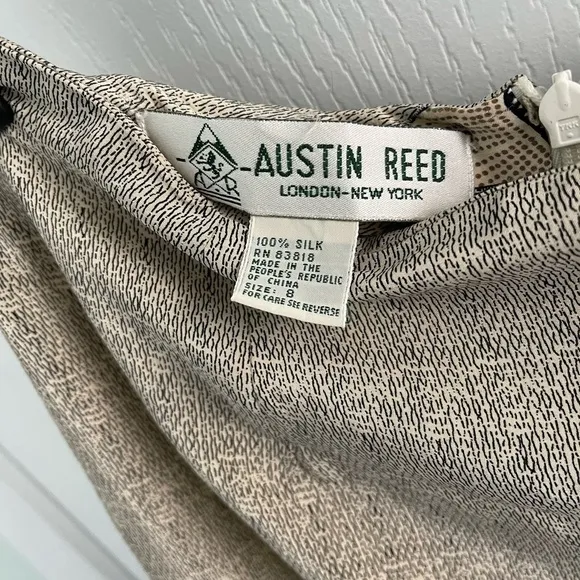 AUSTIN REED
LONDON-NEW YORK
100% SILK
RN 83818
MADE IN THE
PEOPLE'S REPUBLIC
OF CHINA
SIZE: 8
FOR CARE SEE REVERSE